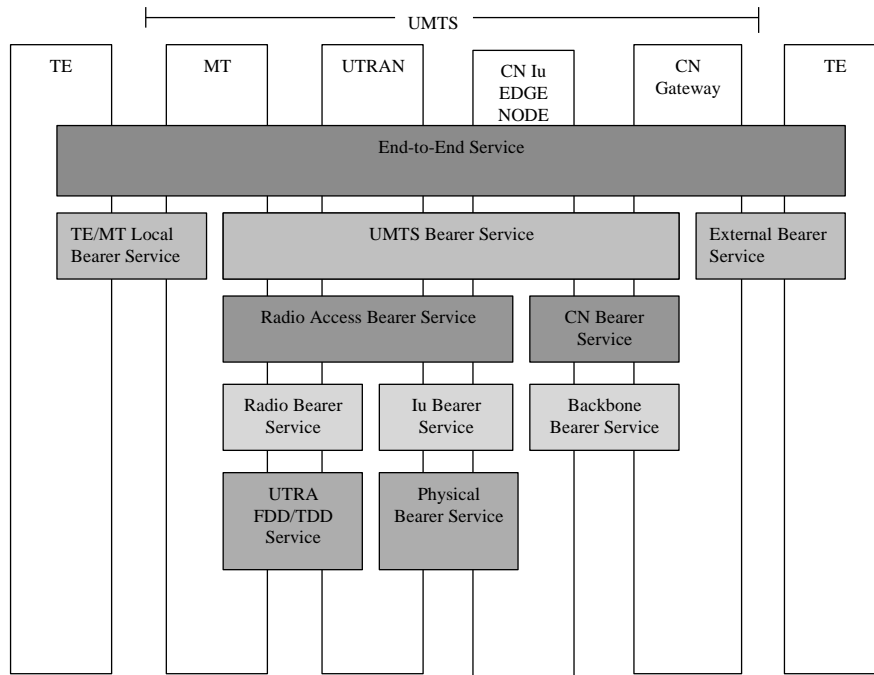 UMTS
TE
MT
UTRAN
CN Iu
EDGE
NODE
CN
Gateway
TE
End-to-End Service
TE/MT Local
Bearer Service
UMTS Bearer Service
External Bearer
Service
Radio Access Bearer Service
CN Bearer
Service
Radio Bearer
Service
Iu Bearer
Service
Backbone
Bearer Service
UTRA
FDD/TDD
Service
Physical
Bearer Service